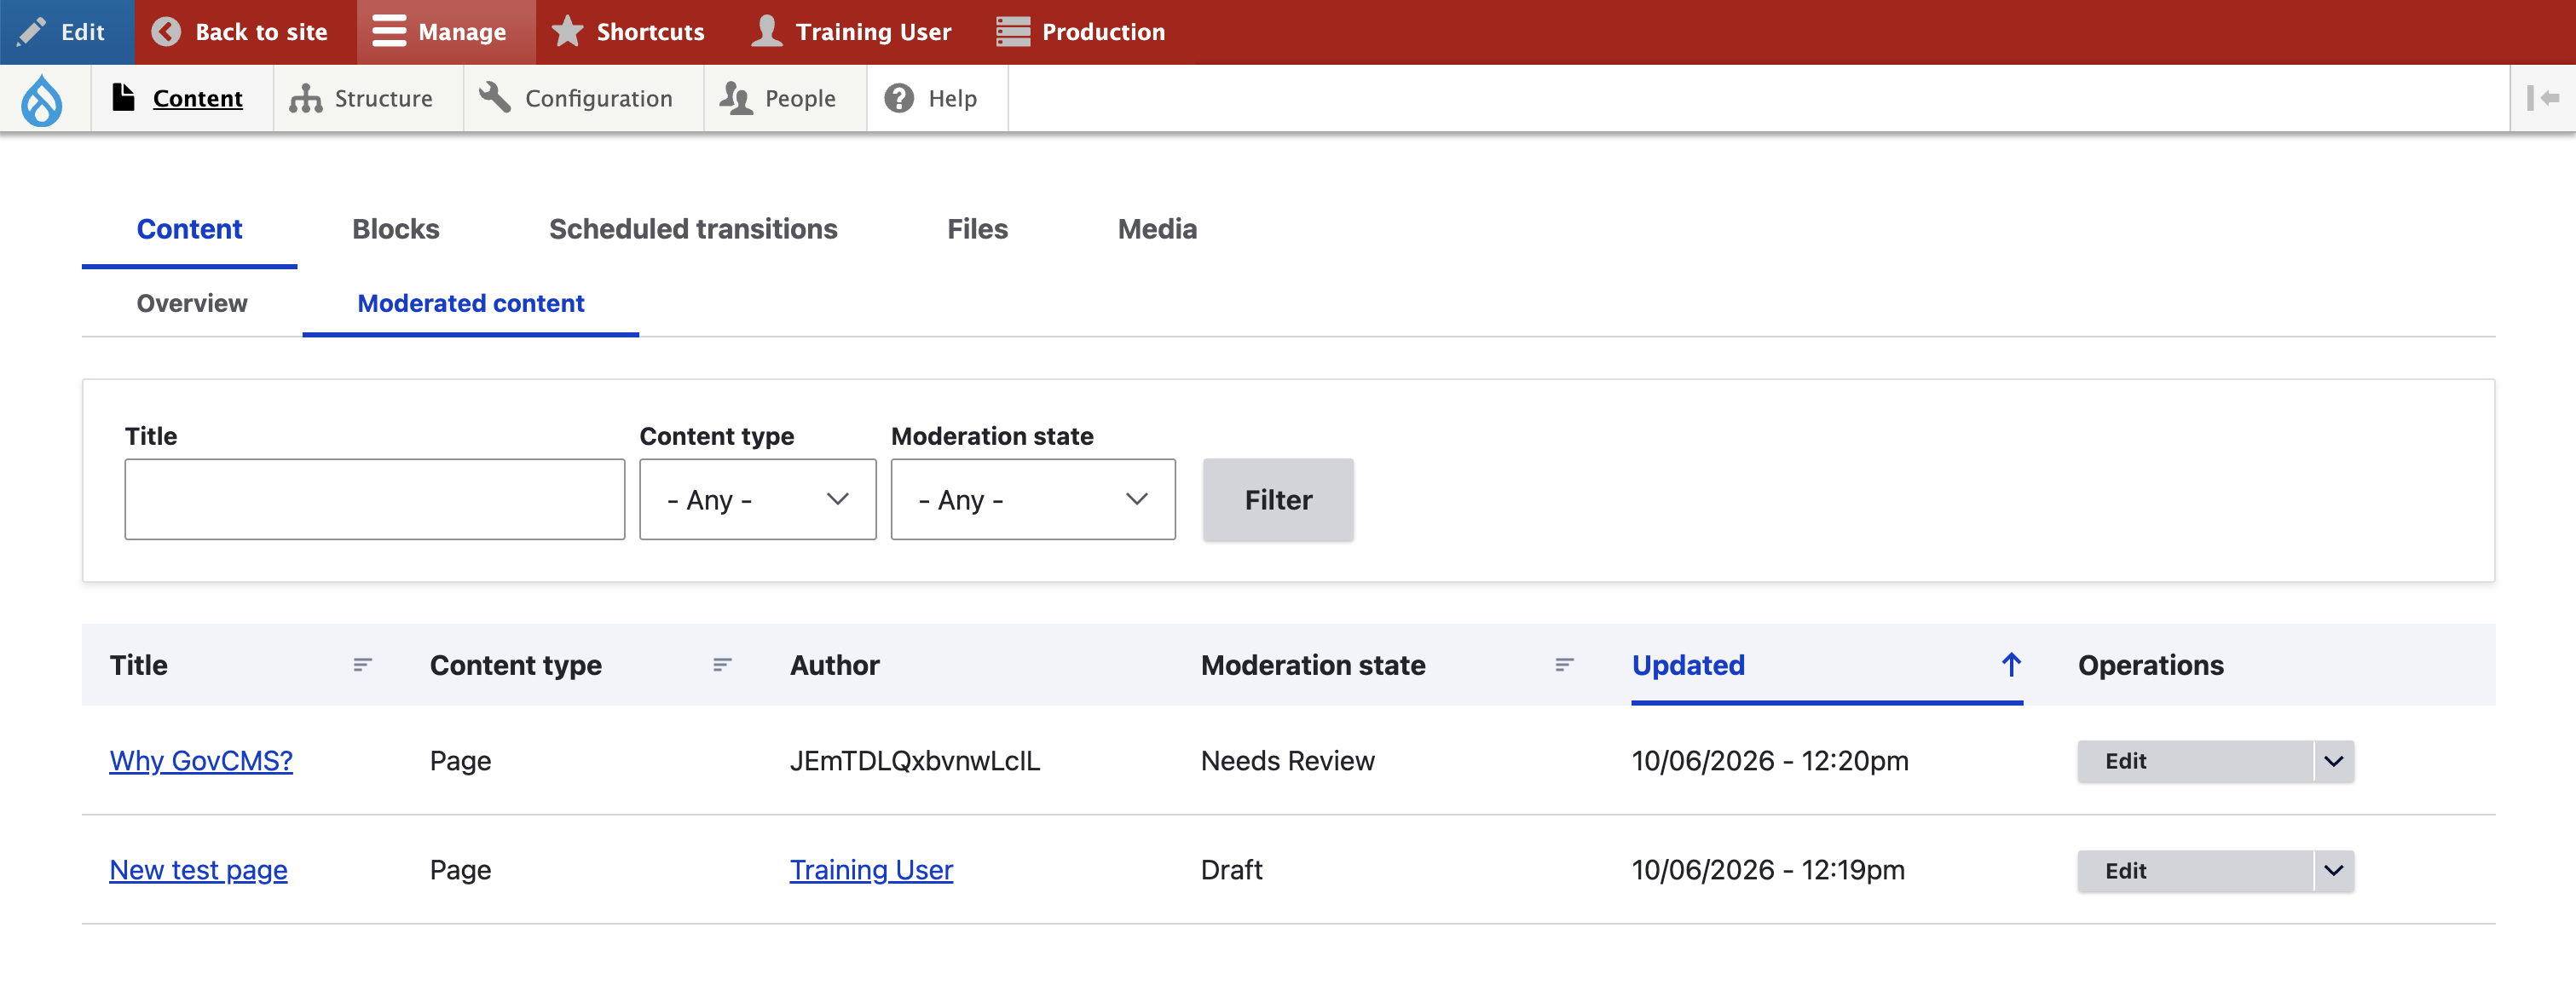 Edit Back to site Manage Shortcuts Training User Production
Content Structure Configuration People Help
Content Blocks Scheduled transitions Files Media
Overview Moderated content
Title Content type Moderation state
- Any - - Any - Filter
Title Content type Author Moderation state Updated Operations
Why GovCMS? Page JEmTDLQxbvnwLcIL Needs Review 10/06/2026 - 12:20pm Edit
New test page Page Training User Draft 10/06/2026 - 12:19pm Edit